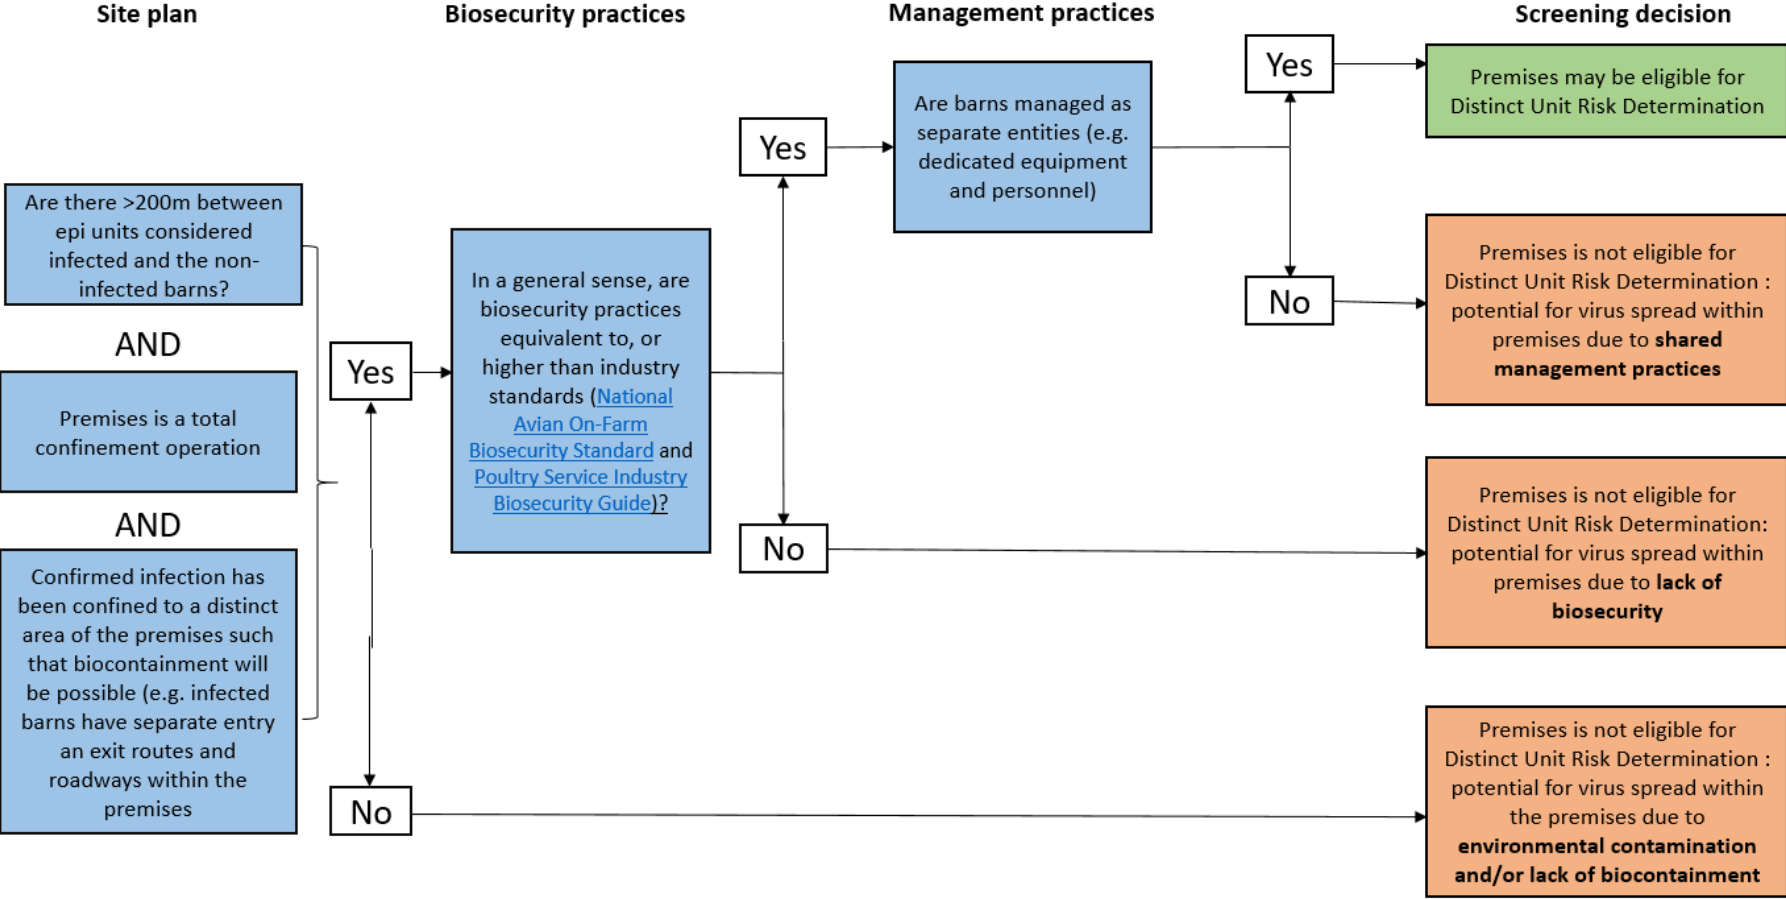 Site plan
Biosecurity practices
Management practices
Screening decision
Are there >200m between
epi units considered
infected and the non-
infected barns?
AND
Premises is a total
confinement operation
AND
Confirmed infection has
been confined to a distinct
area of the premises such
that biocontainment will
be possible (e.g. infected
barns have separate entry
an exit routes and
roadways within the
premises
Yes
No
In a general sense, are
biosecurity practices
equivalent to, or
higher than industry
standards (National
Avian On-Farm
Biosecurity Standard and
Poultry Service Industry
Biosecurity Guide)?
Yes
No
Are barns managed as
separate entities (e.g.
dedicated equipment
and personnel)
Yes
No
Premises may be eligible for
Distinct Unit Risk Determination
Premises is not eligible for
Distinct Unit Risk Determination :
potential for virus spread within
premises due to shared
management practices
Premises is not eligible for
Distinct Unit Risk Determination:
potential for virus spread within
premises due to lack of
biosecurity
Premises is not eligible for
Distinct Unit Risk Determination :
potential for virus spread within
the premises due to
environmental contamination
and/or lack of biocontainment